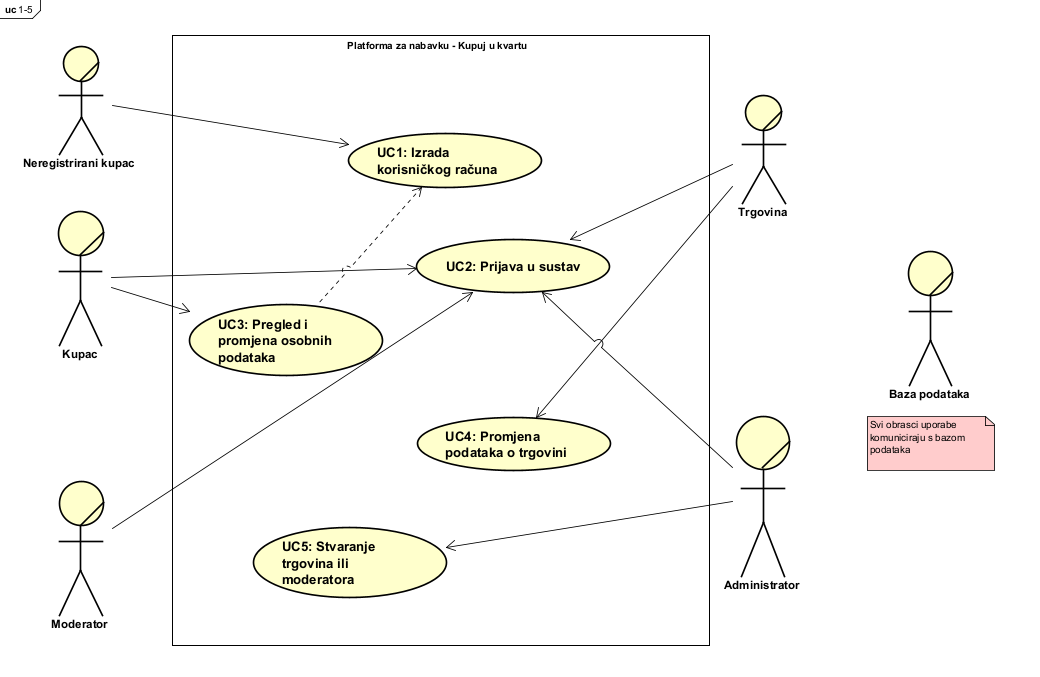 uc 1-5
Platforma za nabavku - Kupuj u kvartu
Neregistrirani kupac
UC1: Izrada
korisničkog računa
Trgovina
UC2: Prijava u sustav
Kupac
UC3: Pregled i
promjena osobnih
podataka
Baza podataka
Svi obrasci uporabe
komuniciraju s bazom
podataka
UC4: Promjena
podataka o trgovini
UC5: Stvaranje
trgovina ili
moderatora
Administrator
Moderator